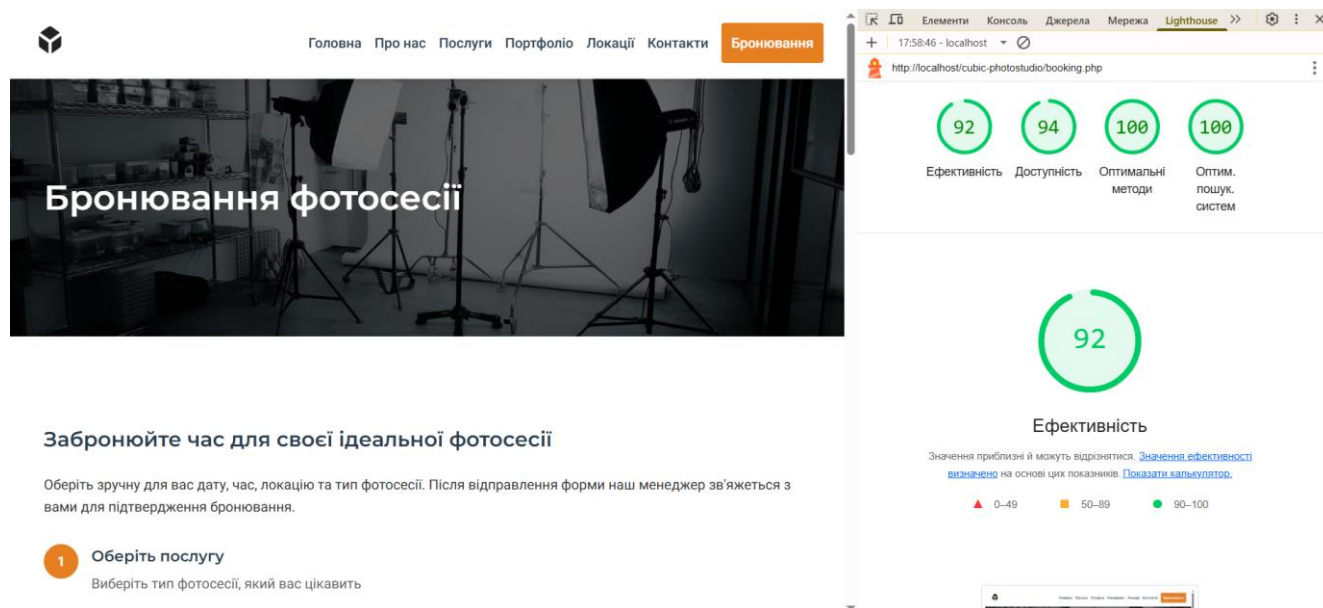 Головна Про нас Послуги Портфоліо Локації Контакти Бронювання
Бронювання фотосесії
Забронюйте час для своєї ідеальної фотосесії
Оберіть зручну для вас дату, час, локацію та тип фотосесії. Після відправлення форми наш менеджер зв'яжеться з
вами для підтвердження бронювання.
1 Оберіть послугу
Виберіть тип фотосесії, який вас цікавить
Елементи Консоль Джерела Мережа Lighthouse
17:58:46 - localhost
http://localhost/cubic-photostudio/booking.php
92 94 100 100
Ефективність Доступність Оптимальні методи Оптим. пошук. систем
92
Ефективність
Значення приблизні й можуть відрізнятися. Значення ефективності
визначено на основі цих показників. Показати калькулятор.
0–49 50–89 90–100